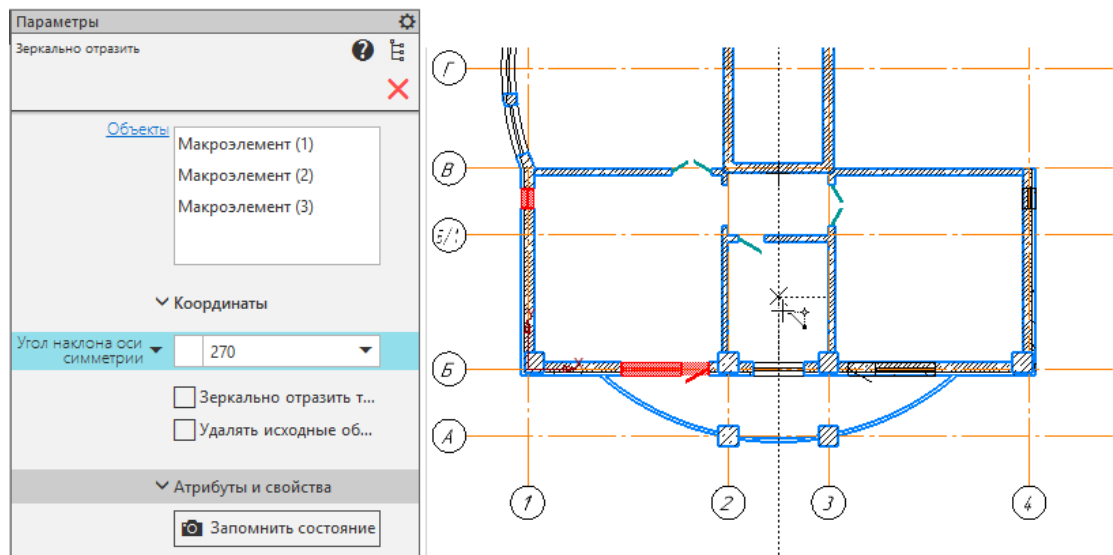 Параметры
Зеркально отразить
?
Объекты
Макроэлемент (1)
Макроэлемент (2)
Макроэлемент (3)
Координаты
Угол наклона оси
симметрии
270
Зеркально отразить т...
Удалять исходные об...
Атрибуты и свойства
Запомнить состояние
Г
В
Б
А
X
1
2
3
4